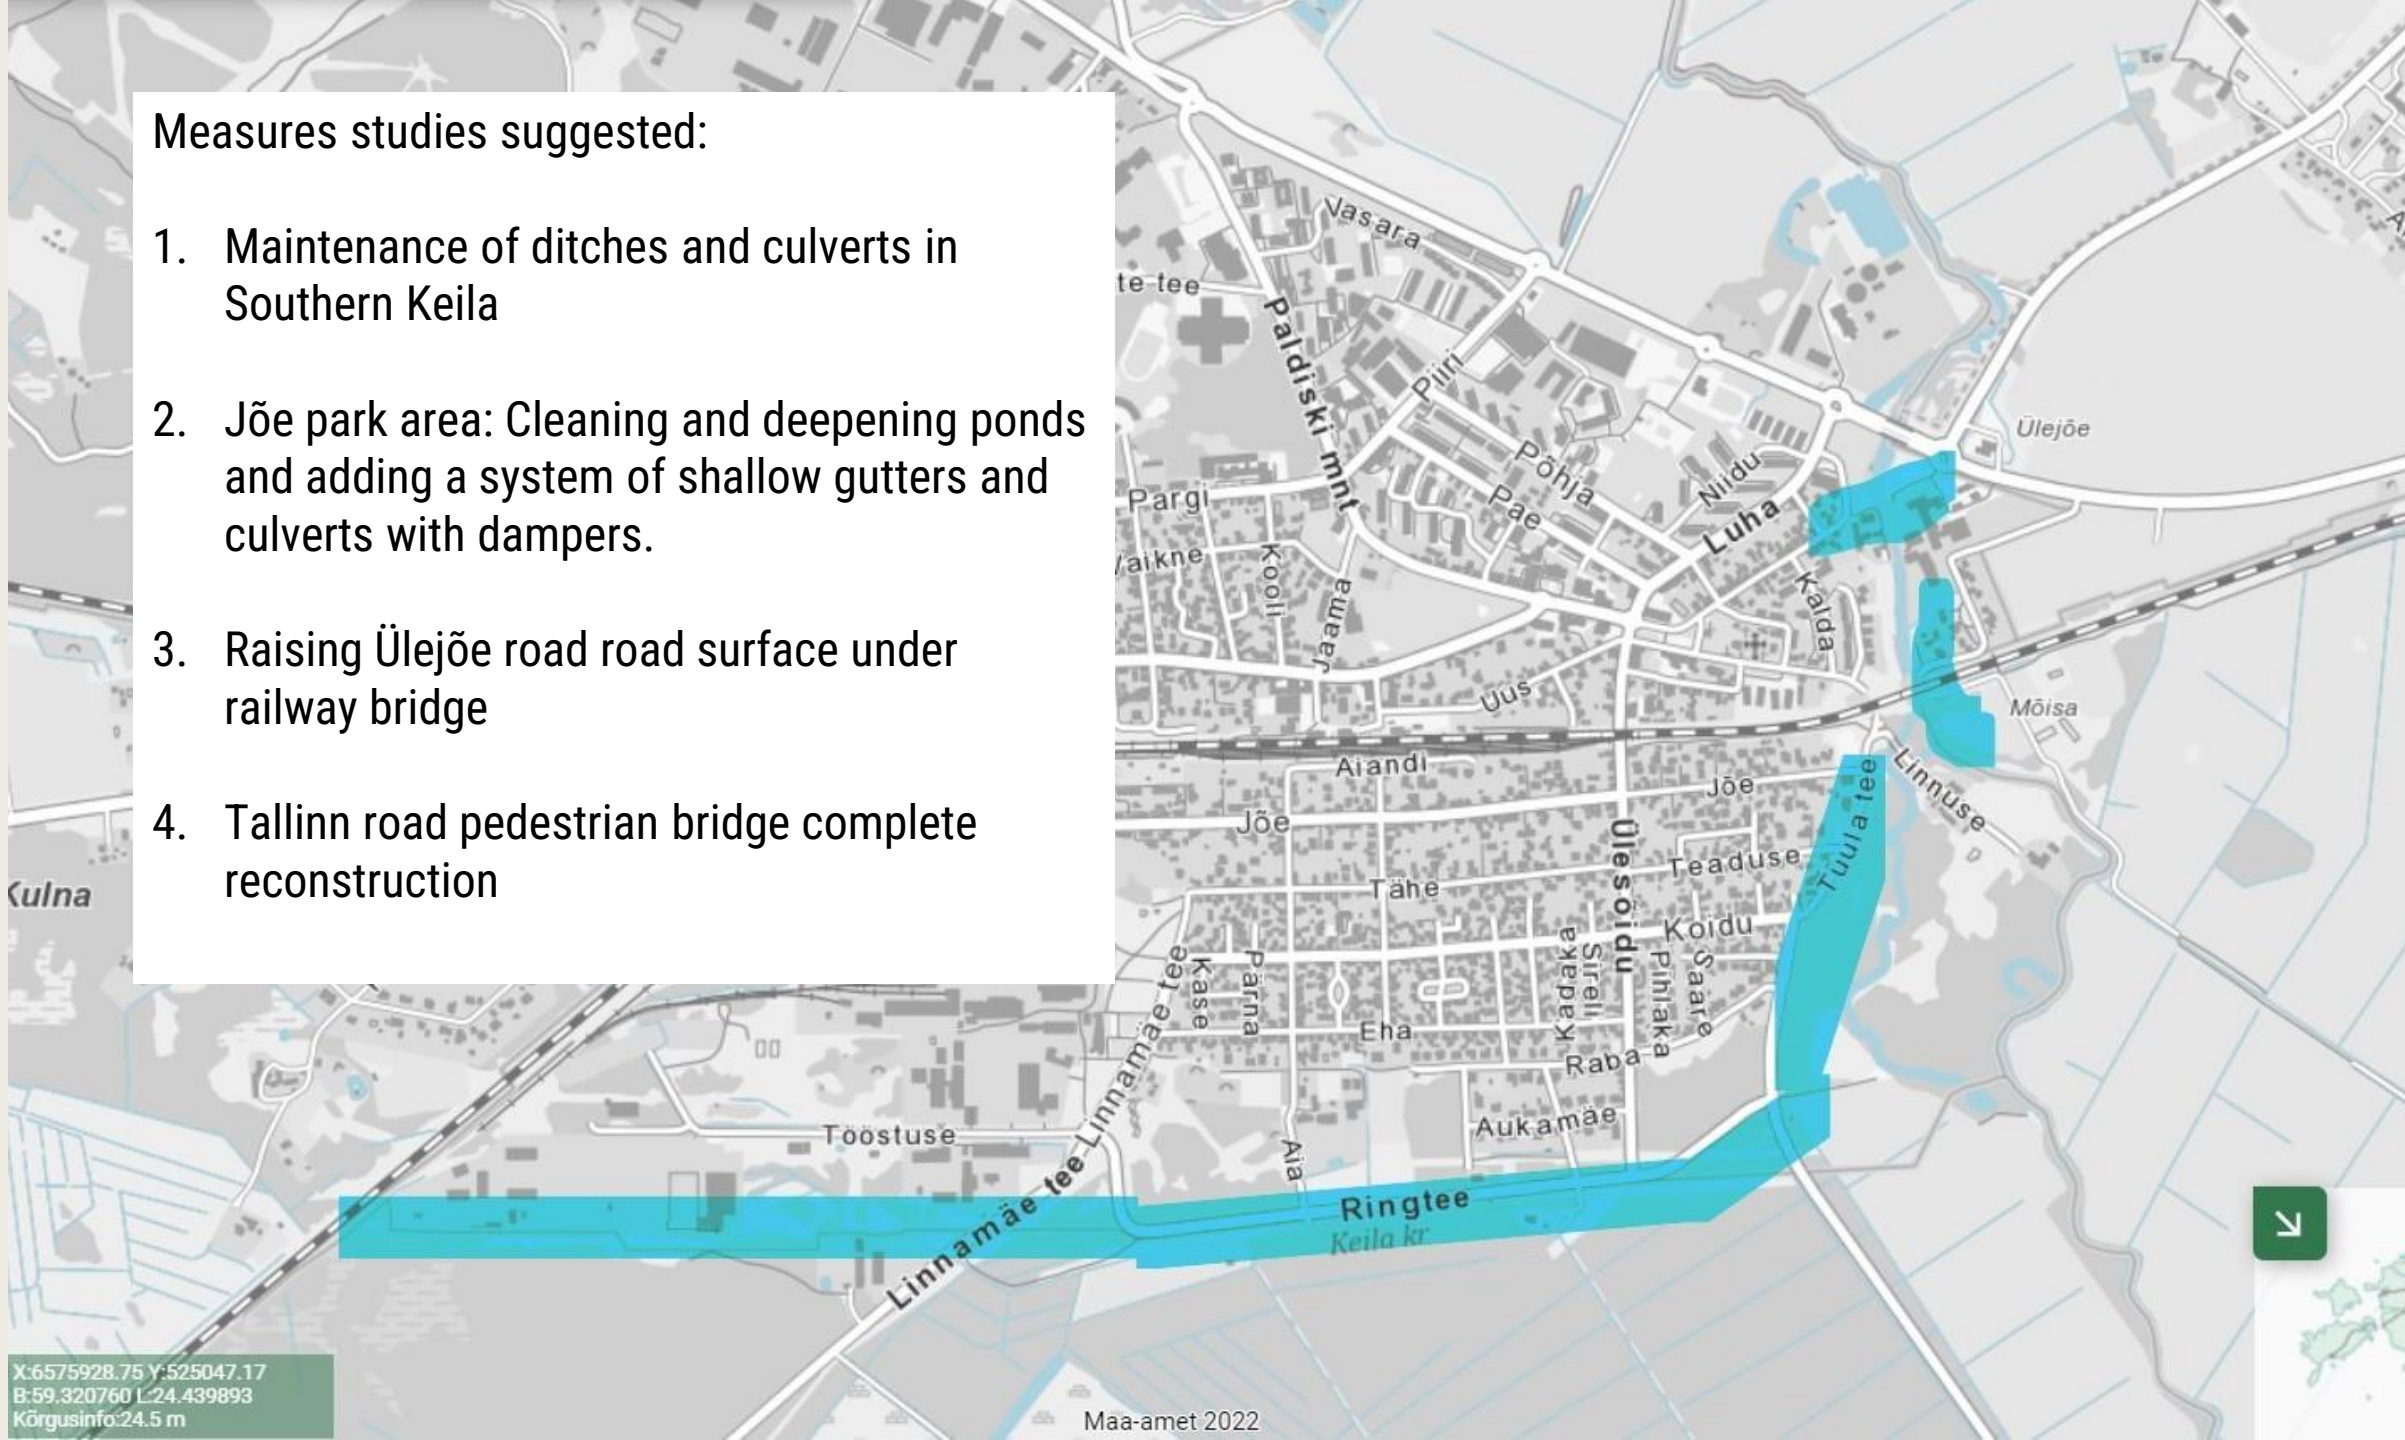 Measures studies suggested:
1. Maintenance of ditches and culverts in
Southern Keila
2. Jõe park area: Cleaning and deepening ponds
and adding a system of shallow gutters and
culverts with dampers.
3. Raising Ülejõe road road surface under
railway bridge
4. Tallinn road pedestrian bridge complete
reconstruction
Vasara
te tee
Paldiski mnt
Piiri
Ülejõe
Põhja
Niidu
Pargi
Pae
Luha
Vaikne
Kooli
Jaama
Kalda
Uus
Mõisa
Aiandi
Linnuse
Jõe
Jõe
Tuula tee
Ülesõidu
Teaduse
Tähe
Kulna
Koidu
Kase
Pärna
Kadaka
Sireli
Pihlaka
Saare
Eha
Raba
Aukamäe
Tööstuse
Linnamäe tee
Linnamäe tee
Aia
Ringtee
Keila kr
X:6575928.75 Y:525047.17
B:59.320760 L:24.439893
Kõrgusinfo:24.5 m
Maa-amet 2022